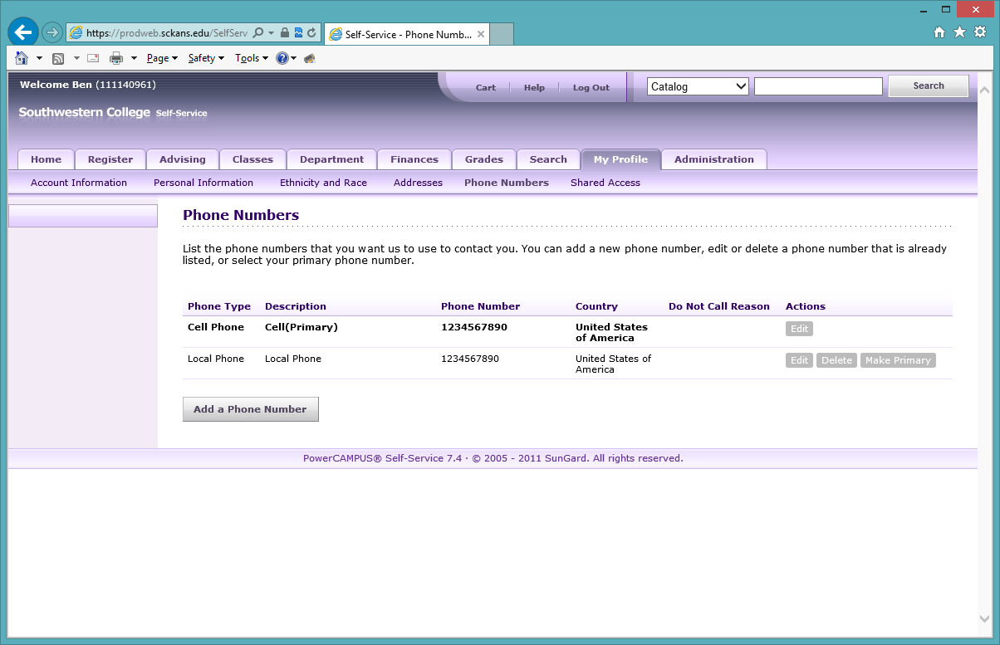 https://prodweb.sckans.edu/SelfServ
Self-Service - Phone Numb...
Page Safety Tools
Welcome Ben (111140961)
Cart Help Log Out Catalog Search
Southwestern College Self-Service
Home Register Advising Classes Department Finances Grades Search My Profile Administration
Account Information Personal Information Ethnicity and Race Addresses Phone Numbers Shared Access
Phone Numbers
List the phone numbers that you want us to use to contact you. You can add a new phone number, edit or delete a phone number that is already
listed, or select your primary phone number.
Phone Type Description Phone Number Country Do Not Call Reason Actions
Cell Phone Cell(Primary) 1234567890 United States Edit
of America
Local Phone Local Phone 1234567890 United States of Edit Delete Make Primary
America
Add a Phone Number
PowerCAMPUS® Self-Service 7.4 · © 2005 - 2011 SunGard. All rights reserved.